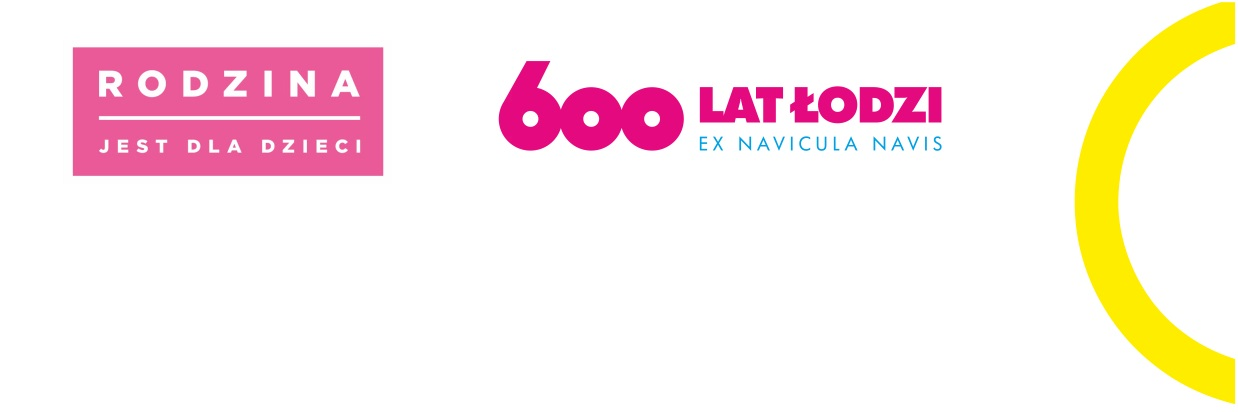 RODZINA
JEST DLA DZIECI
600 LAT ŁODZI
EX NAVICULA NAVIS